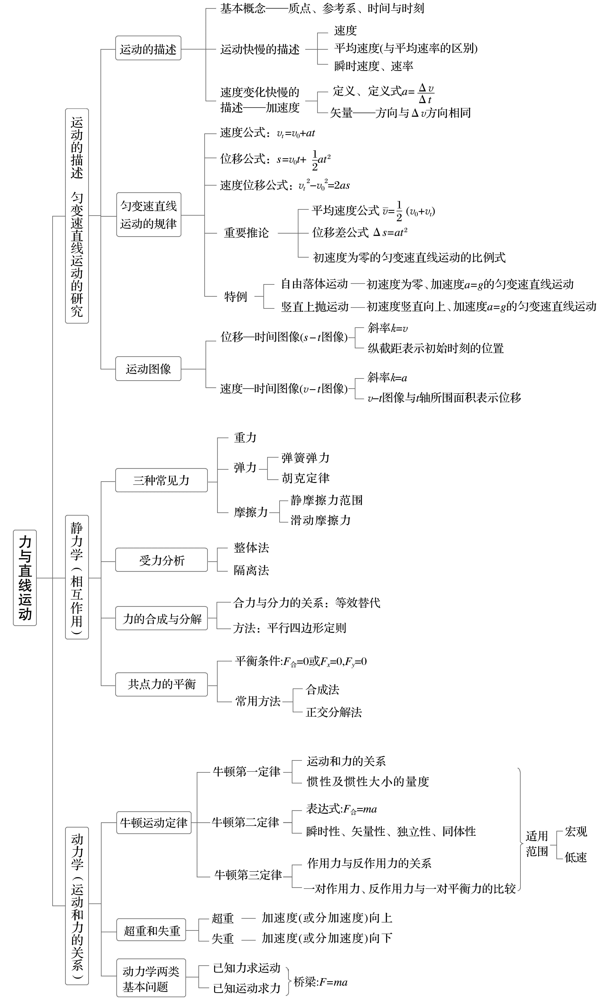 力与直线运动
运动的描述 匀变速直线运动的研究
运动的描述
基本概念——质点、参考系、时间与时刻
运动快慢的描述
速度
平均速度(与平均速率的区别)
瞬时速度、速率
速度变化快慢的
描述——加速度
定义、定义式a=Δv/Δt
矢量——方向与Δv方向相同
匀变速直线
运动的规律
速度公式：vₜ=v₀+at
位移公式：s=v₀t+ 1/2at²
速度位移公式：vₜ²-v₀²=2as
重要推论
平均速度公式 v̄=1/2 (v₀+vₜ)
位移差公式 Δs=at²
初速度为零的匀变速直线运动的比例式
特例
自由落体运动—初速度为零、加速度a=g的匀变速直线运动
竖直上抛运动—初速度竖直向上、加速度a=g的匀变速直线运动
运动图像
位移—时间图像(s-t图像)
斜率k=v
纵截距表示初始时刻的位置
速度—时间图像(v-t图像)
斜率k=a
v-t图像与t轴所围面积表示位移
静力学（相互作用）
三种常见力
重力
弹力
弹簧弹力
胡克定律
摩擦力
静摩擦力范围
滑动摩擦力
受力分析
整体法
隔离法
力的合成与分解
合力与分力的关系：等效替代
方法：平行四边形定则
共点力的平衡
平衡条件:F合=0或Fx=0,Fy=0
常用方法
合成法
正交分解法
动力学（运动和力的关系）
牛顿运动定律
牛顿第一定律
运动和力的关系
惯性及惯性大小的量度
牛顿第二定律
表达式:F合=ma
瞬时性、矢量性、独立性、同体性
牛顿第三定律
作用力与反作用力的关系
一对作用力、反作用力与一对平衡力的比较
适用
范围
宏观
低速
超重和失重
超重 — 加速度(或分加速度)向上
失重 — 加速度(或分加速度)向下
动力学两类
基本问题
已知力求运动
已知运动求力
桥梁:F=ma